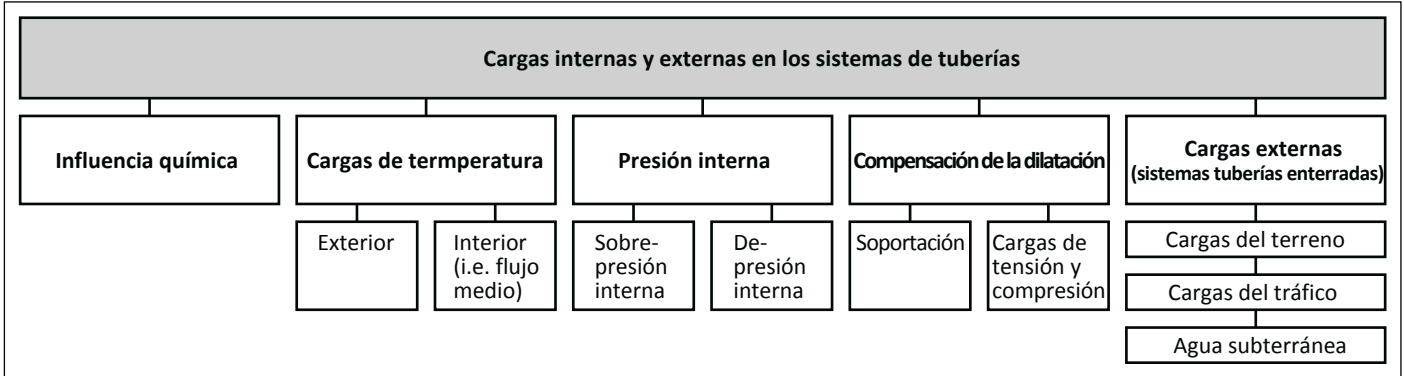 Cargas internas y externas en los sistemas de tuberías
Influencia química
Cargas de termperatura
Presión interna
Compensación de la dilatación
Cargas externas
(sistemas tuberías enterradas)
Exterior
Interior
(i.e. flujo
medio)
Sobre-
presión
interna
De-
presión
interna
Soportación
Cargas de
tensión y
compresión
Cargas del terreno
Cargas del tráfico
Agua subterránea